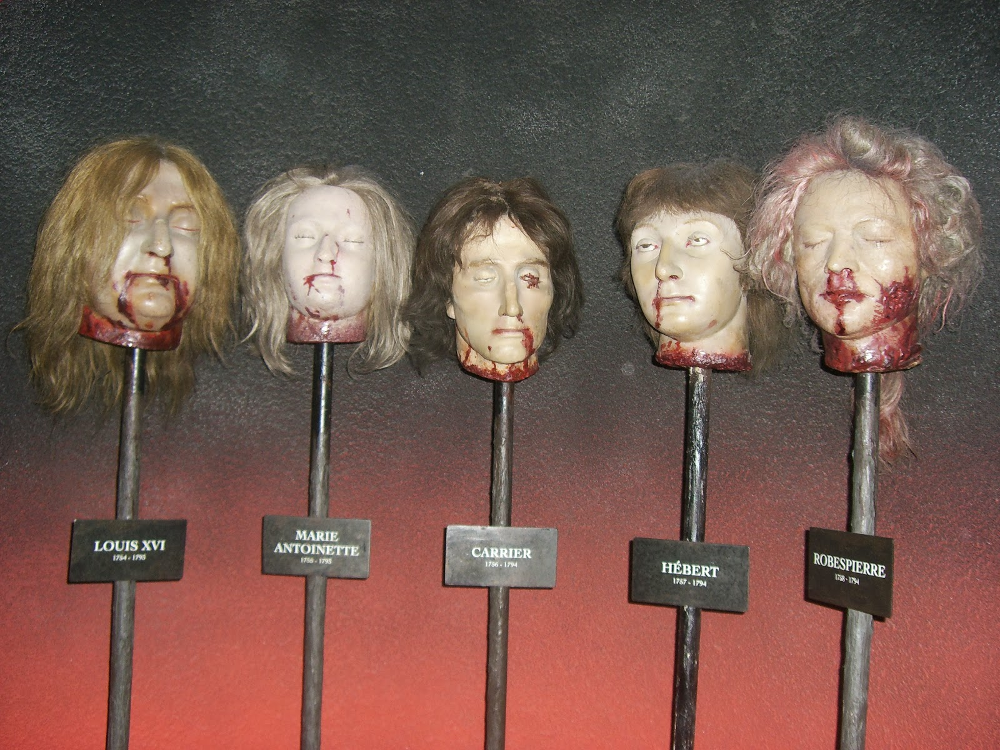 LOUIS XVI
1754 - 1793
MARIE
ANTOINETTE
1755 - 1793
CARRIER
1756 - 1794
HÉBERT
1757 - 1794
ROBESPIERRE
1758 - 1794